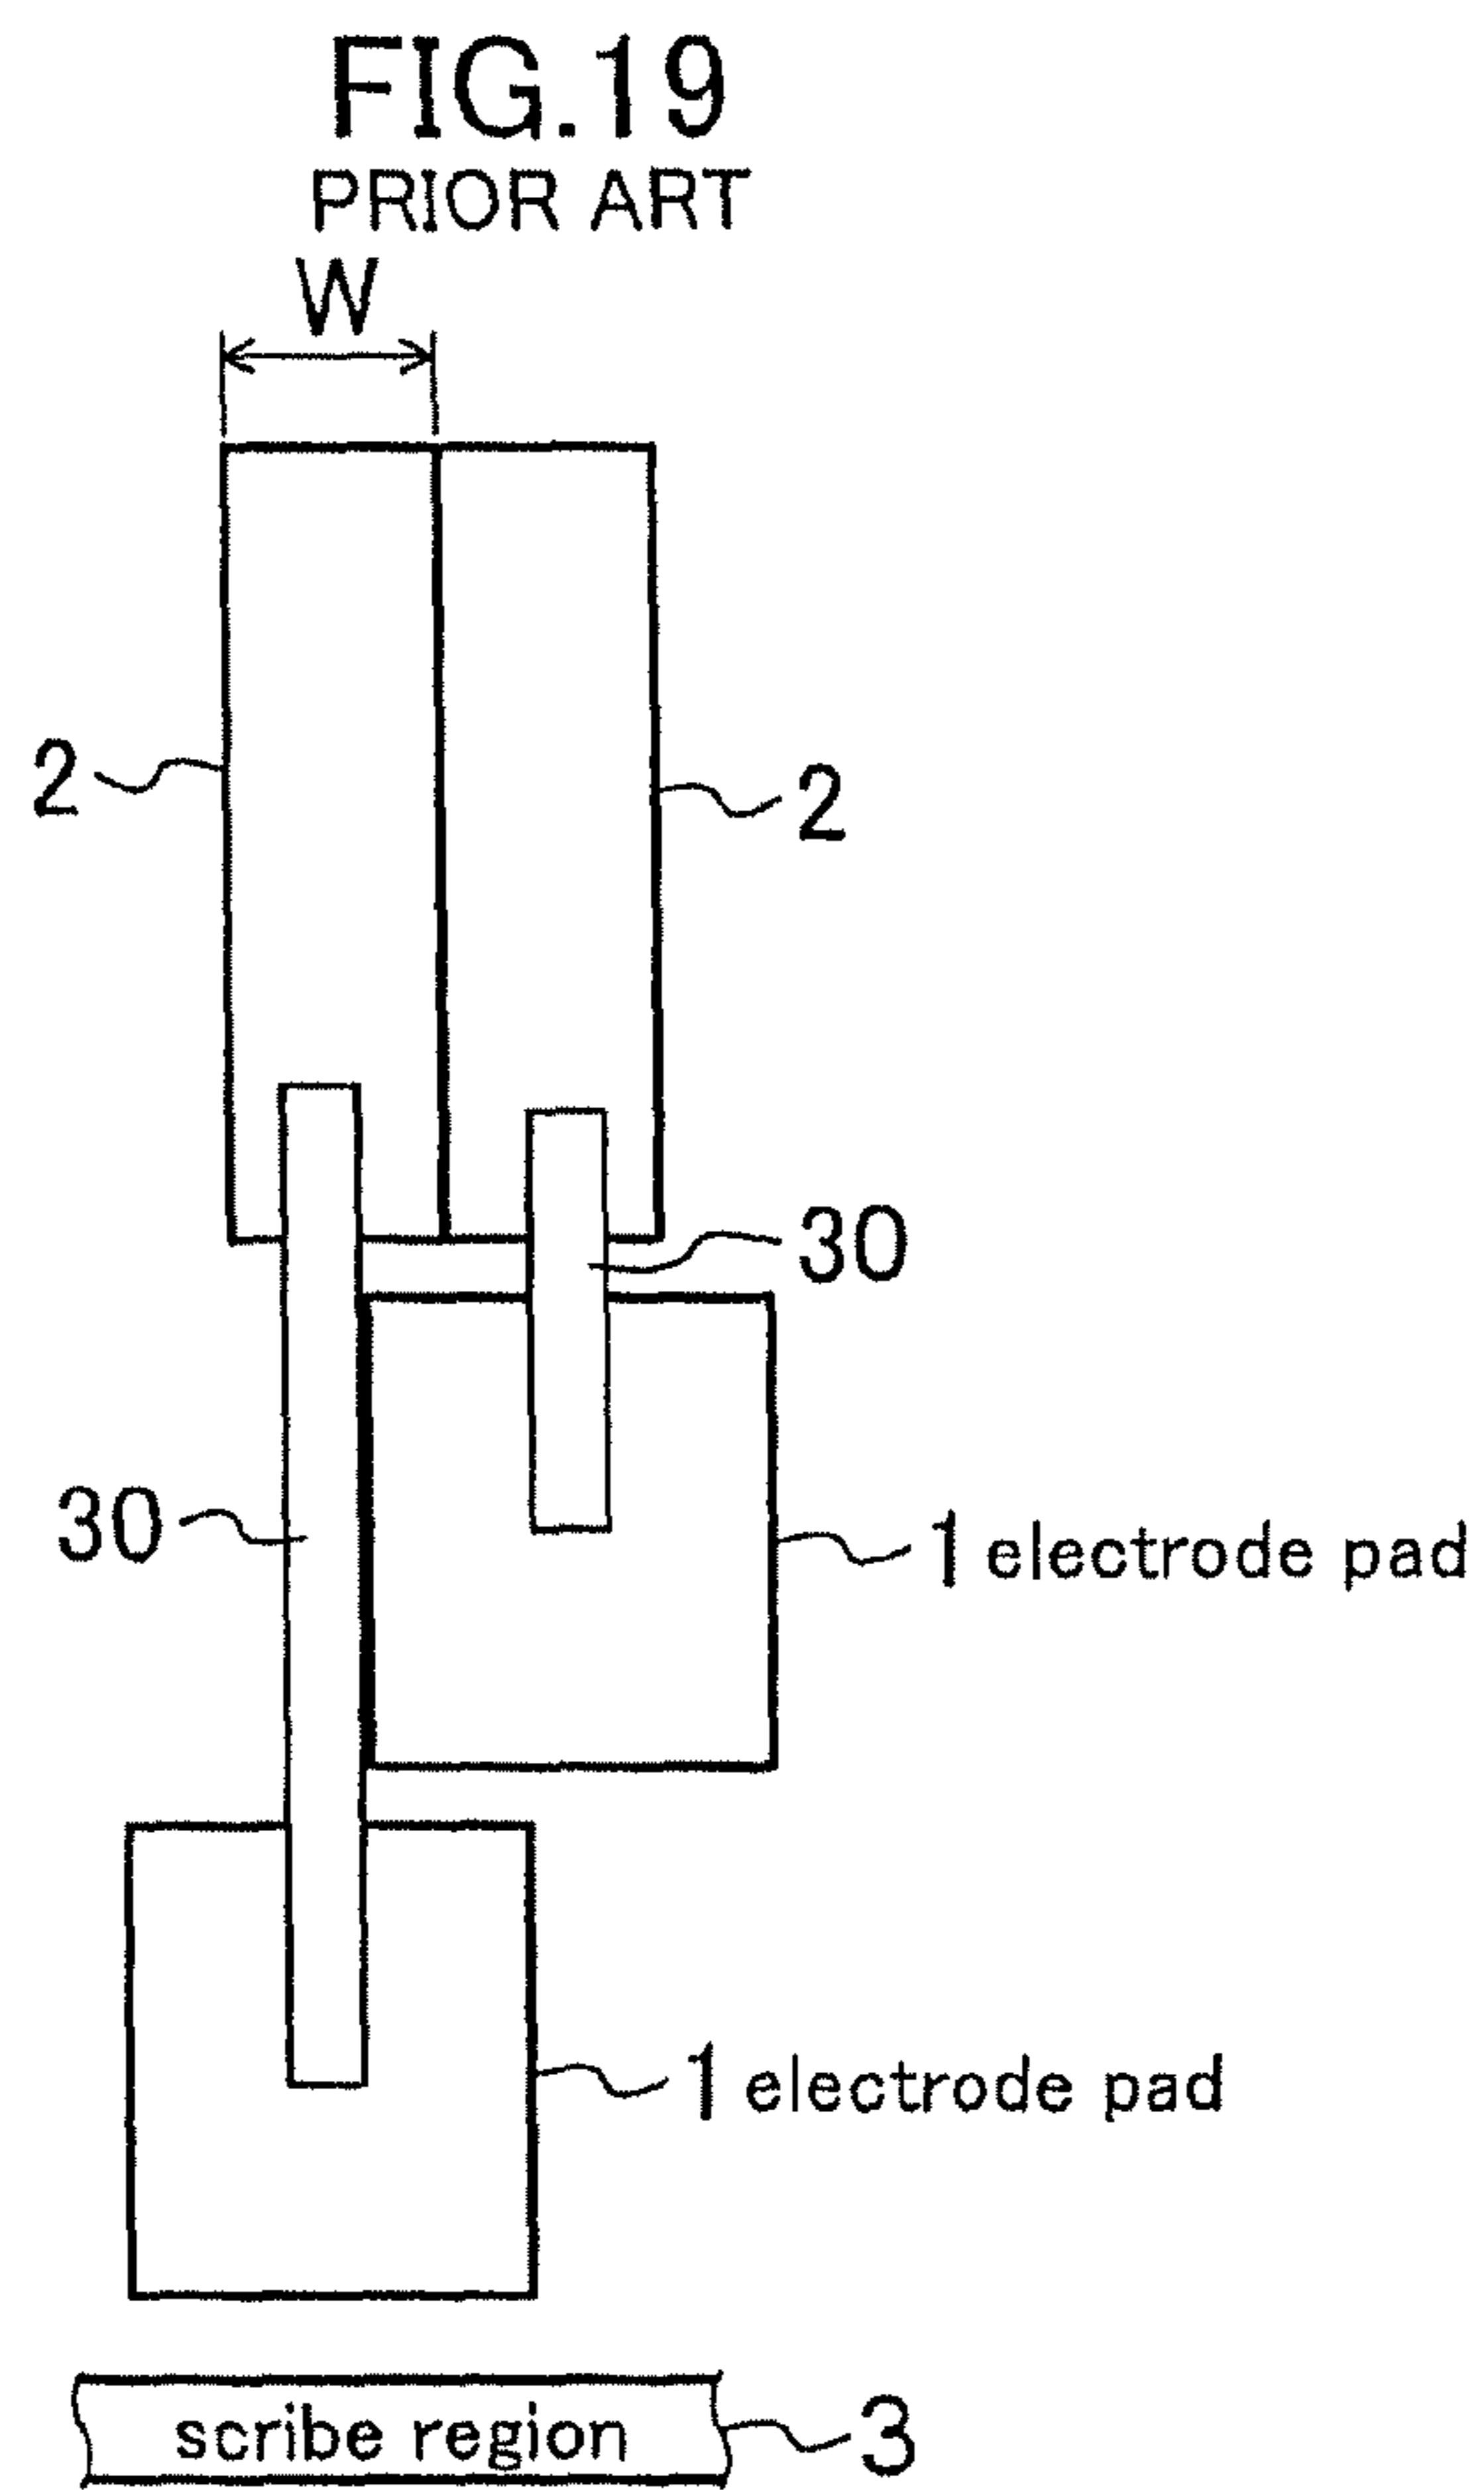 FIG.19
PRIOR ART
W
2
2
30
30
1 electrode pad
1 electrode pad
scribe region
3